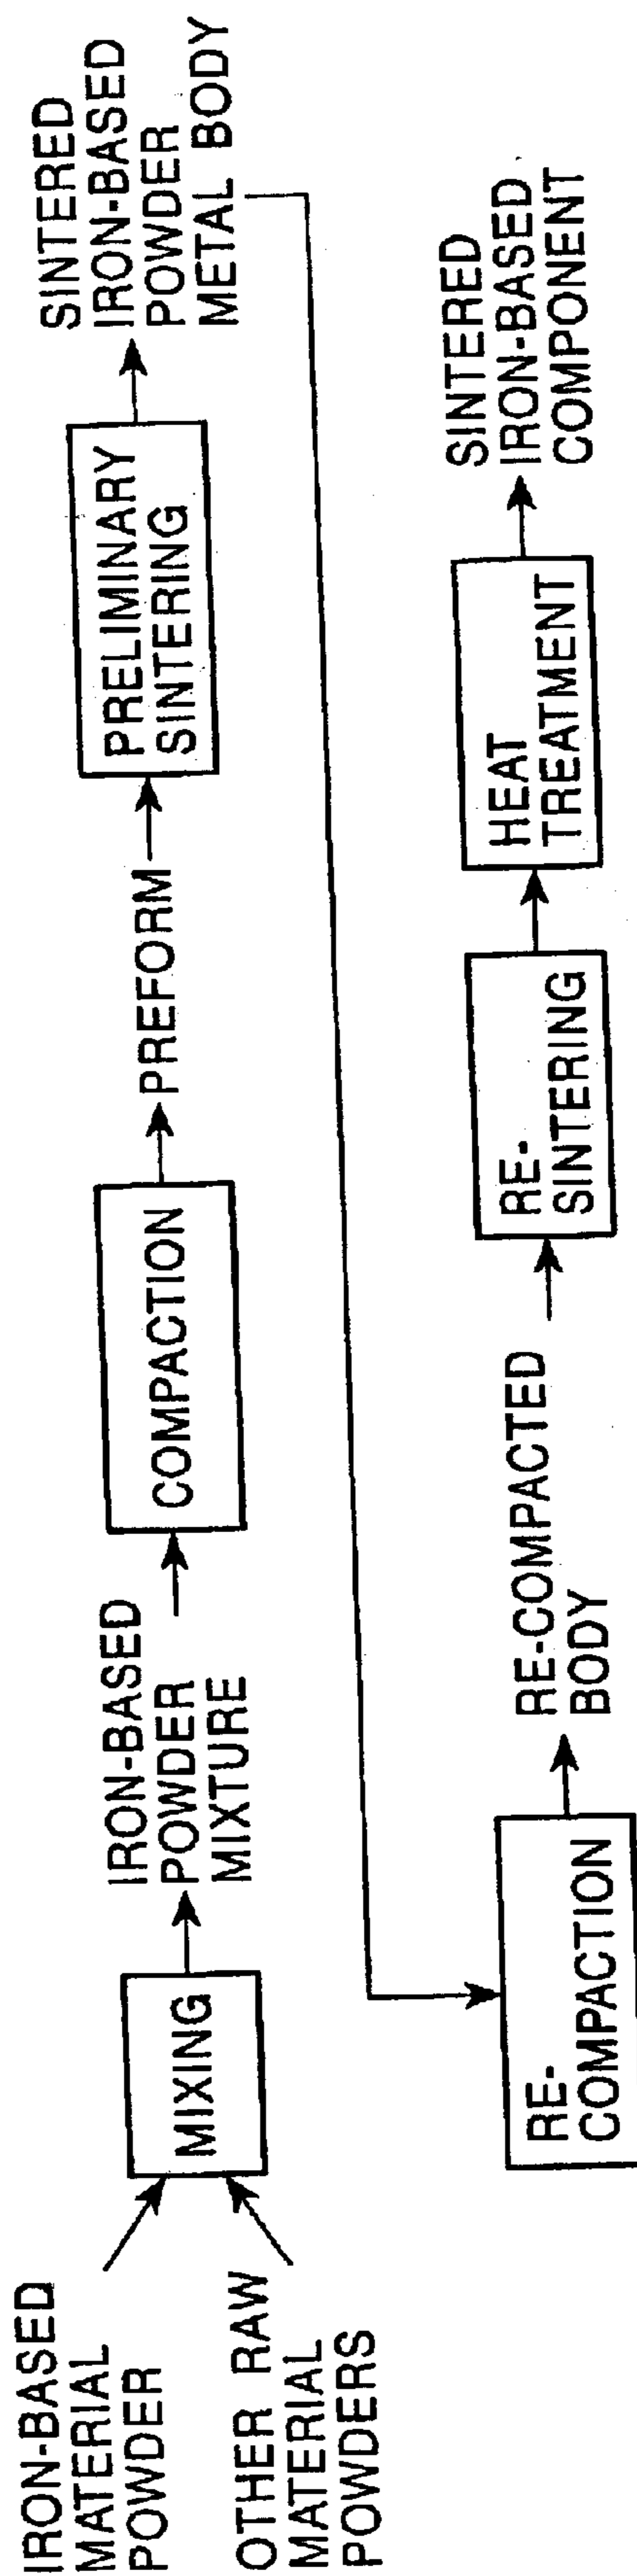 IRON-BASED
MATERIAL
POWDER
OTHER RAW
MATERIAL
POWDERS
MIXING
IRON-BASED
POWDER
MIXTURE
COMPACTION
PREFORM
PRELIMINARY
SINTERING
SINTERED
IRON-BASED
POWDER
METAL BODY
RE-
COMPACTION
RE-COMPACTED
BODY
RE-
SINTERING
HEAT
TREATMENT
SINTERED
IRON-BASED
COMPONENT